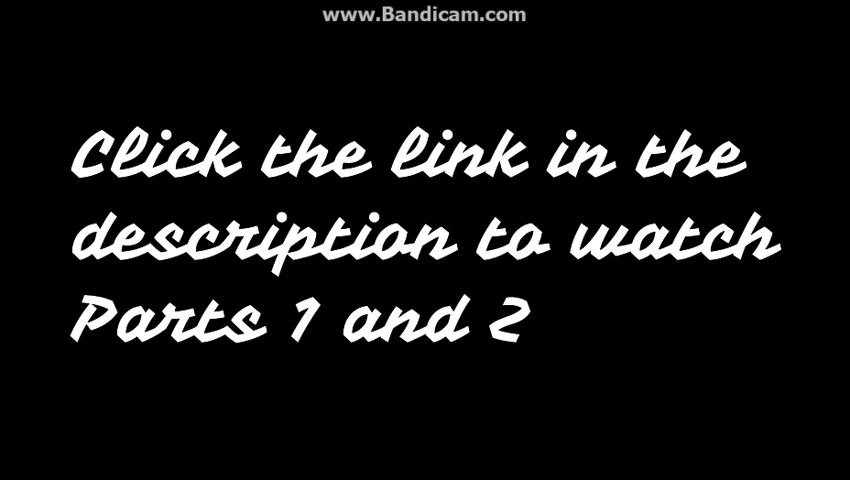 www.Bandicam.com
Click the link in the
description to watch
Parts 1 and 2